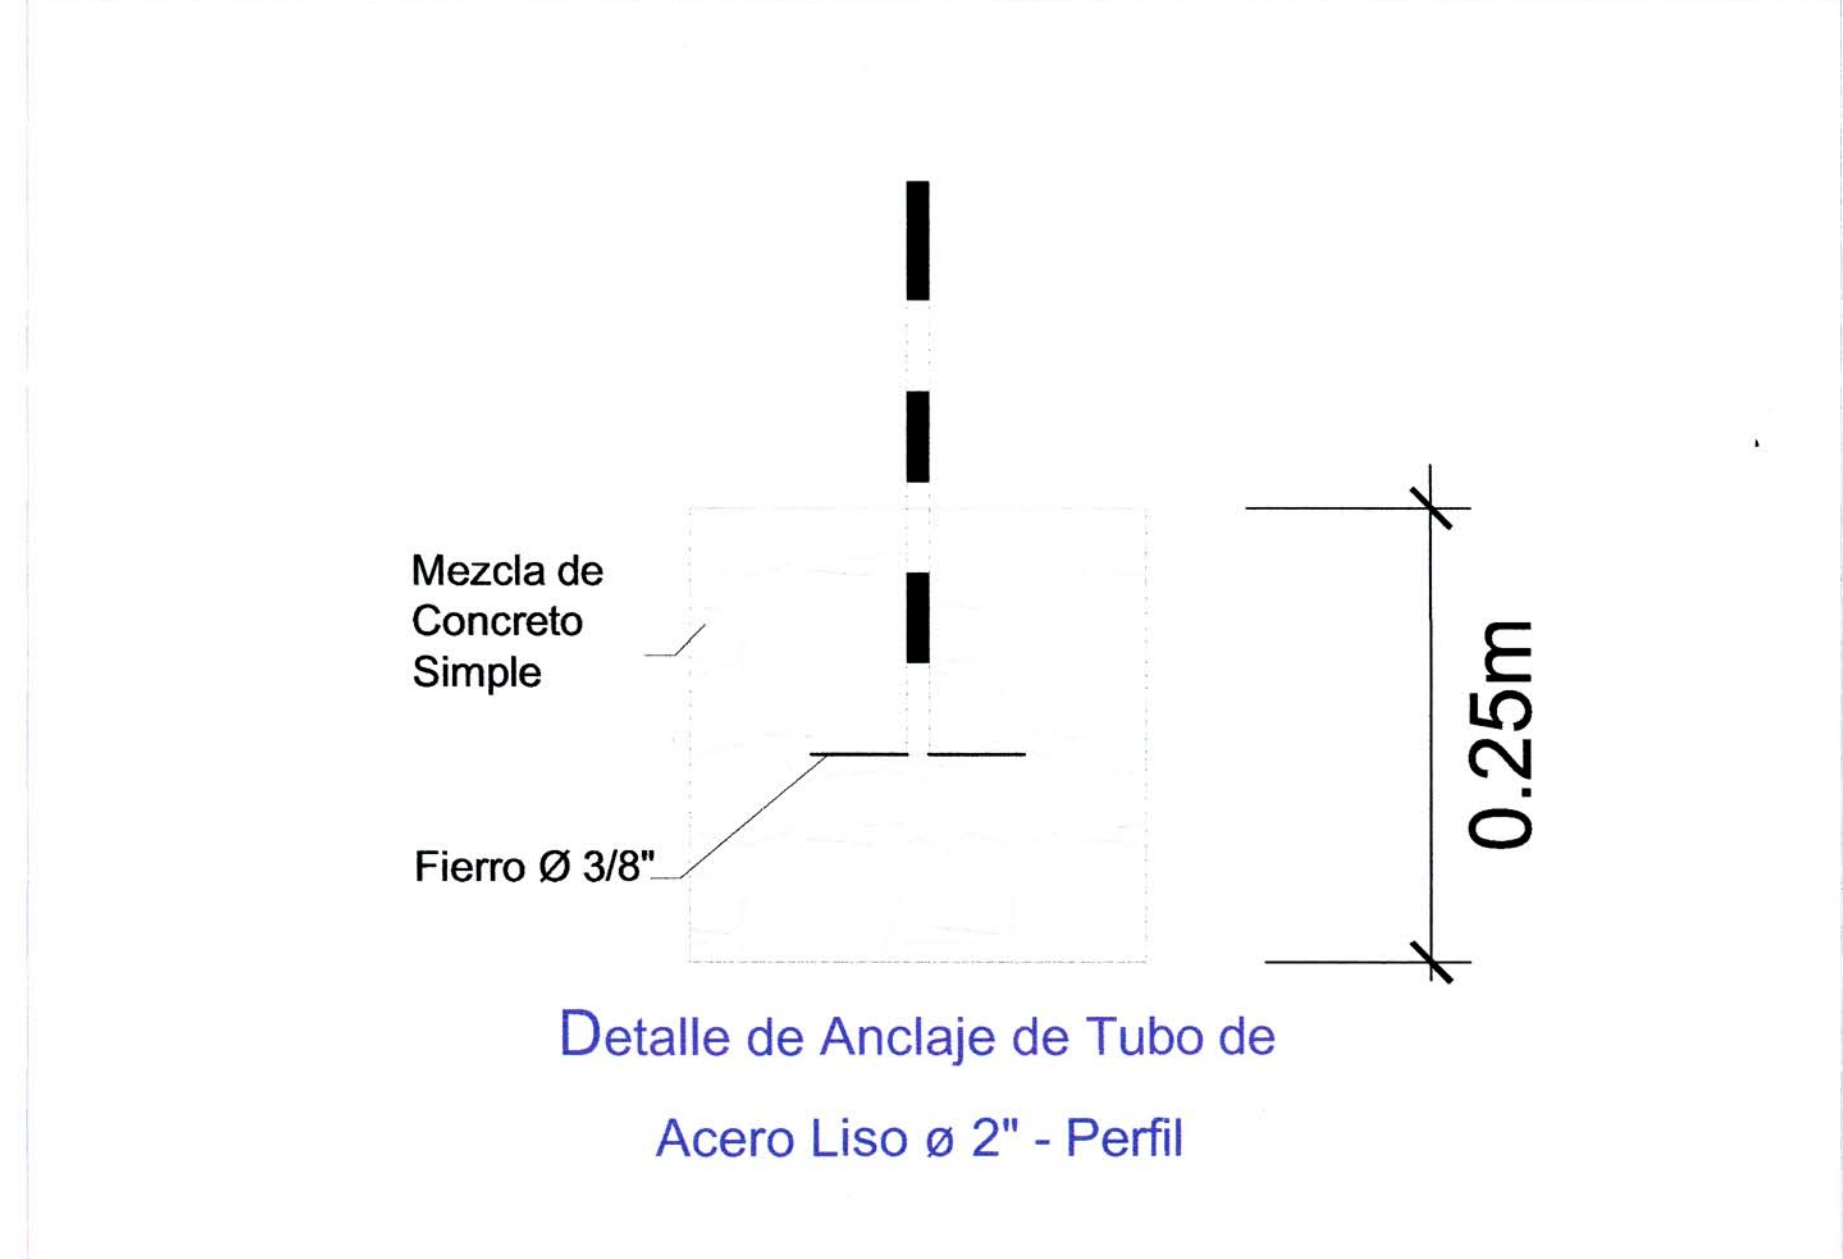 Mezcla de
Concreto
Simple
0.25m
Fierro Ø 3/8"
Detalle de Anclaje de Tubo de
Acero Liso ø 2" - Perfil